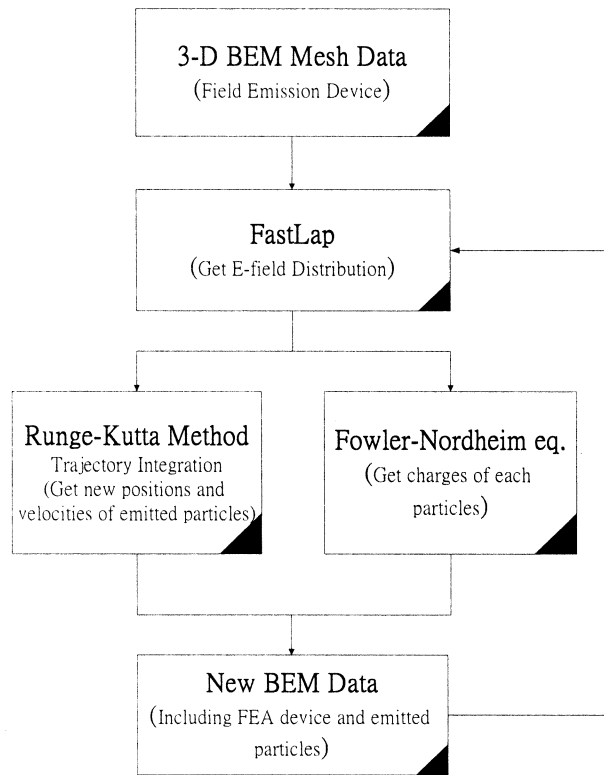 3-D BEM Mesh Data
(Field Emission Device)
FastLap
(Get E-field Distribution)
Runge-Kutta Method
Trajectory Integration
(Get new positions and
velocities of emitted particles)
Fowler-Nordheim eq.
(Get charges of each
particles)
New BEM Data
(Including FEA device and emitted
particles)